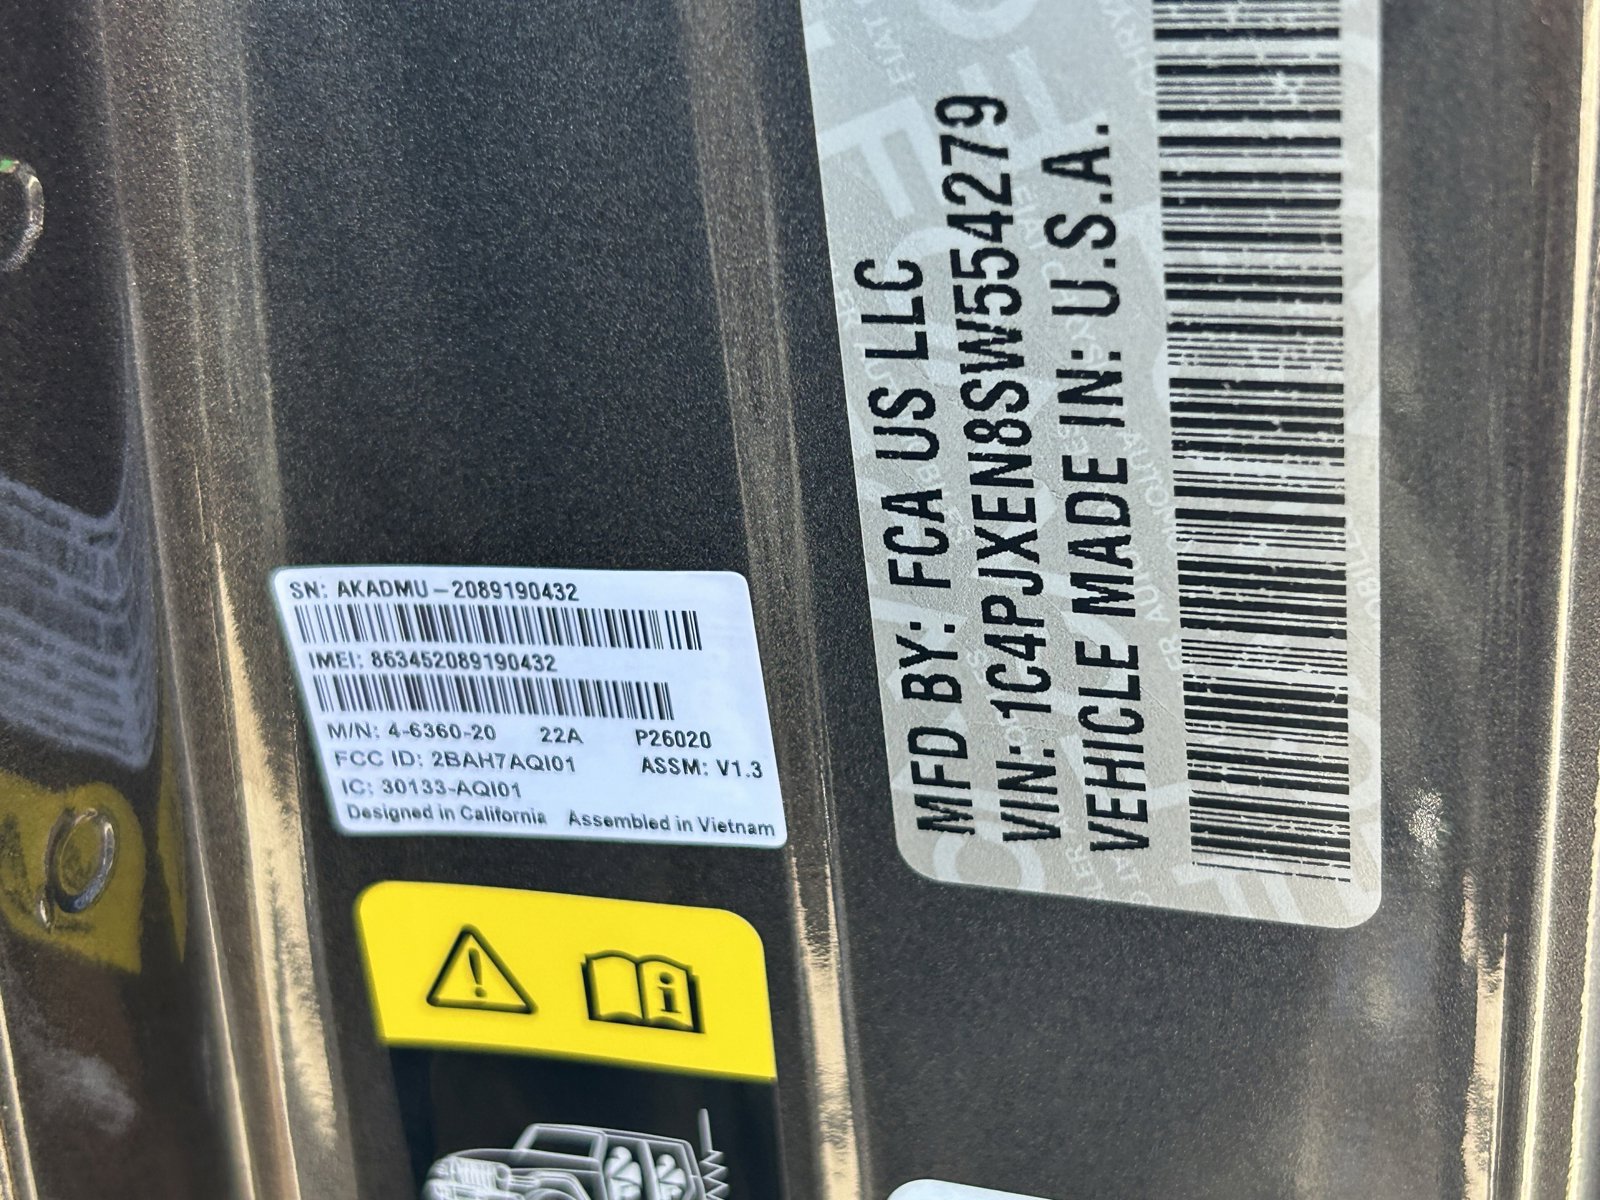 SN: AKADMU-2089190432
IMEI: 863452089190432
M/N: 4-6360-20 22A P26020
FCC ID: 2BAH7AQI01 ASSM: V1.3
IC: 30133-AQI01
Designed in California Assembled in Vietnam
MFD BY: FCA US LLC
VIN: 1C4PJXEN8SW554279
VEHICLE MADE IN: U.S.A.